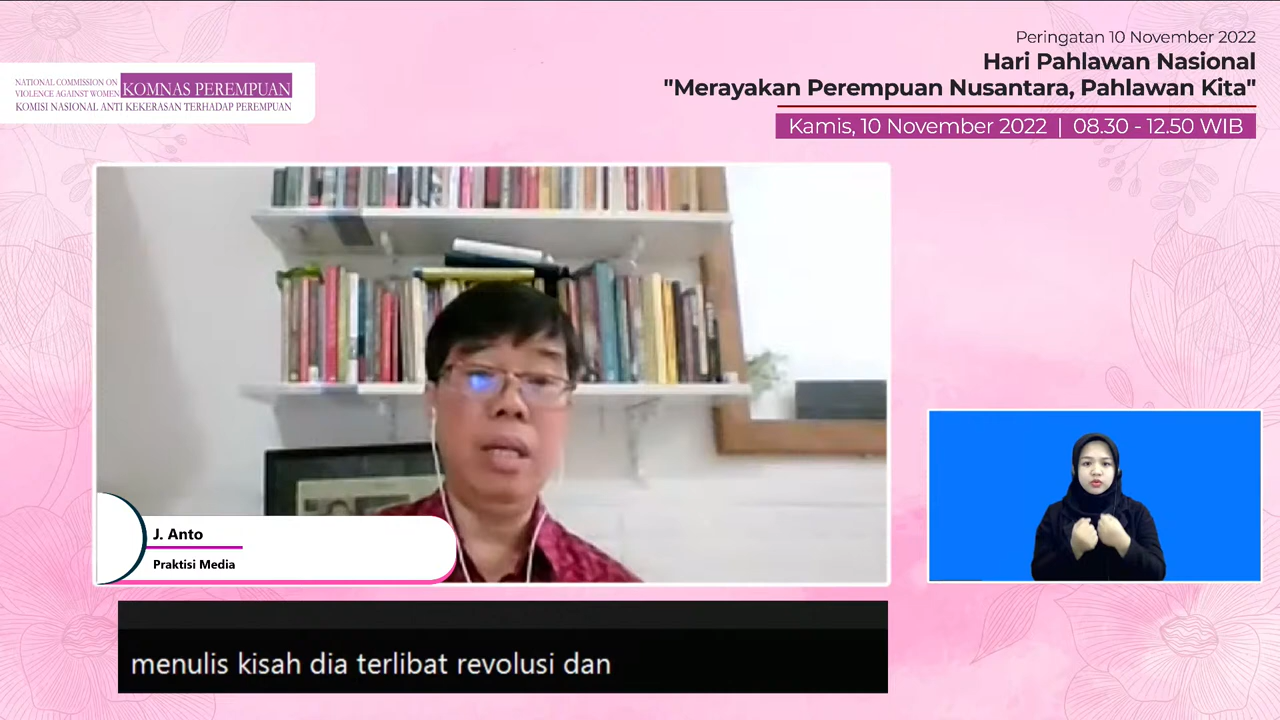 Peringatan 10 November 2022
Hari Pahlawan Nasional
"Merayakan Perempuan Nusantara, Pahlawan Kita"
Kamis, 10 November 2022 | 08.30 - 12.50 WIB
NATIONAL COMMISSION ON
VIOLENCE AGAINST WOMEN
KOMNAS PEREMPUAN
KOMISI NASIONAL ANTI KEKERASAN TERHADAP PEREMPUAN
J. Anto
Praktisi Media
menulis kisah dia terlibat revolusi dan